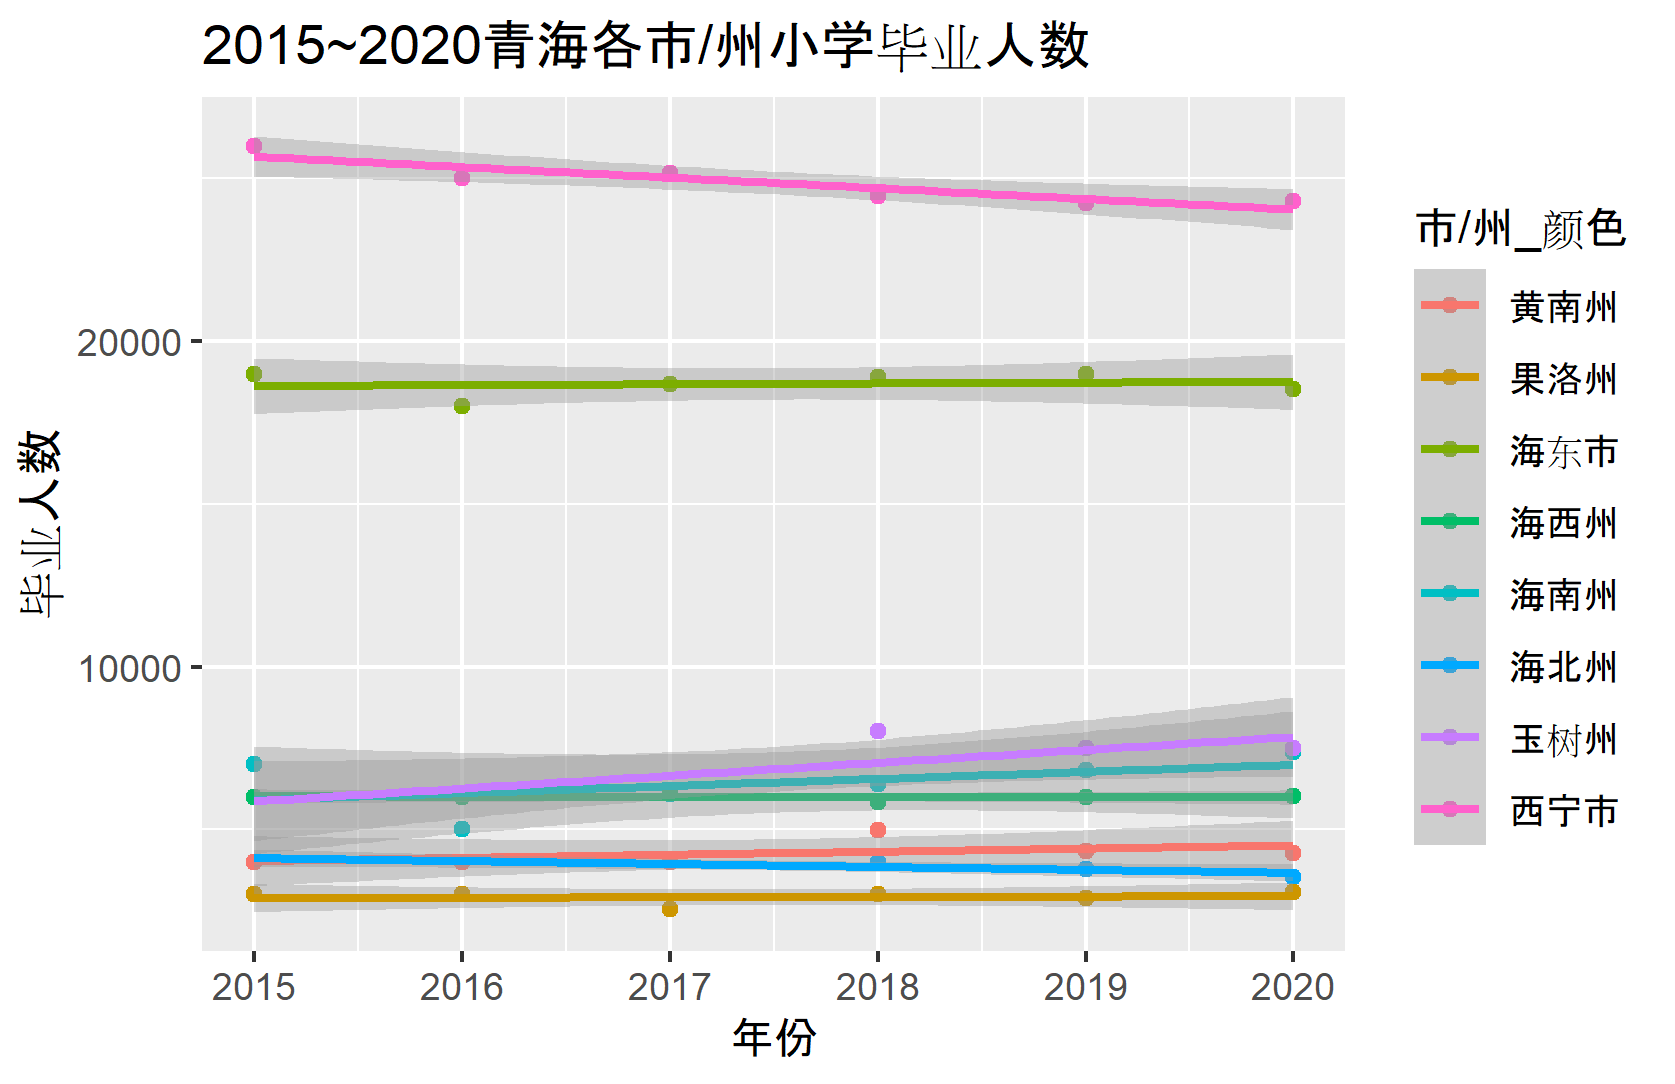 2015~2020青海各市/州小学毕业人数
毕业人数
20000
10000
2015
2016
2017
2018
2019
2020
年份
市/州_颜色
黄南州
果洛州
海东市
海西州
海南州
海北州
玉树州
西宁市